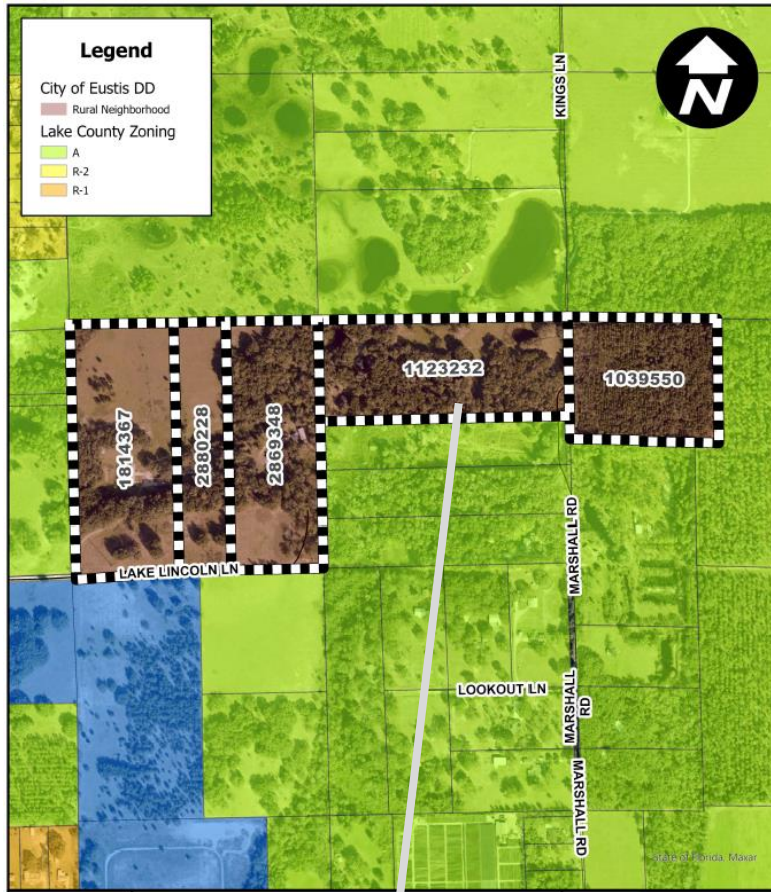 Legend
City of Eustis DD
Rural Neighborhood
Lake County Zoning
A
R-2
R-1
KINGS LN
N
1814367
2880228
2869348
1123232
1039550
LAKE LINCOLN LN
MARSHALL RD
LOOKOUT LN
MARSHALL
RD
MARSHALL RD
State of Florida, Maxar